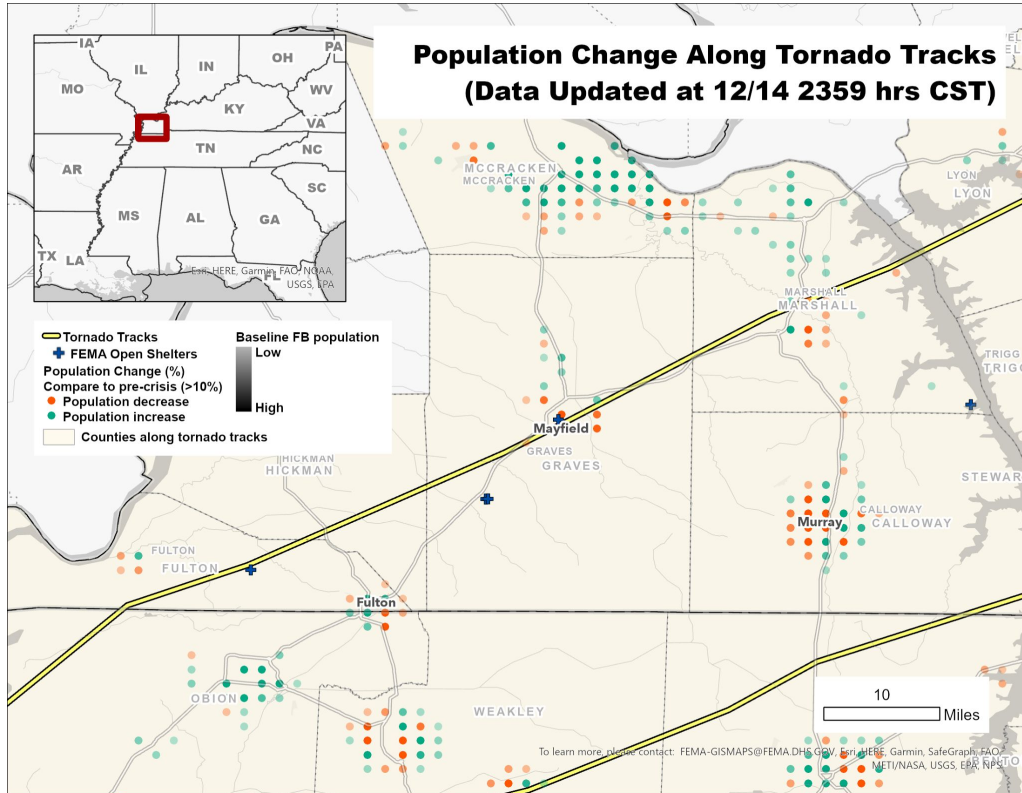 Population Change Along Tornado Tracks
(Data Updated at 12/14 2359 hrs CST)
IA
IL
IN
OH
PA
MO
WV
KY
VA
TN
NC
AR
SC
MS
AL
GA
TX
LA
FL
Esri, HERE, Garmin, FAO, NOAA,
USGS, EPA
Tornado Tracks
FEMA Open Shelters
Population Change (%)
Compare to pre-crisis (>10%)
Population decrease
Population increase
Counties along tornado tracks
Baseline FB population
Low
High
MCCRACKEN
MCCRACKEN
LYON
LYON
MARSHALL
MARSHALL
TRIGG
TRIGG
Mayfield
GRAVES
GRAVES
HICKMAN
HICKMAN
STEWAR
Murray
CALLOWAY
CALLOWAY
FULTON
FULTON
Fulton
OBION
WEAKLEY
10
Miles
To learn more, please contact: FEMA-GISMAPS@FEMA.DHS.GOV, Esri, HERE, Garmin, SafeGraph, FAO,
METI/NASA, USGS, EPA, NPS
BENTO